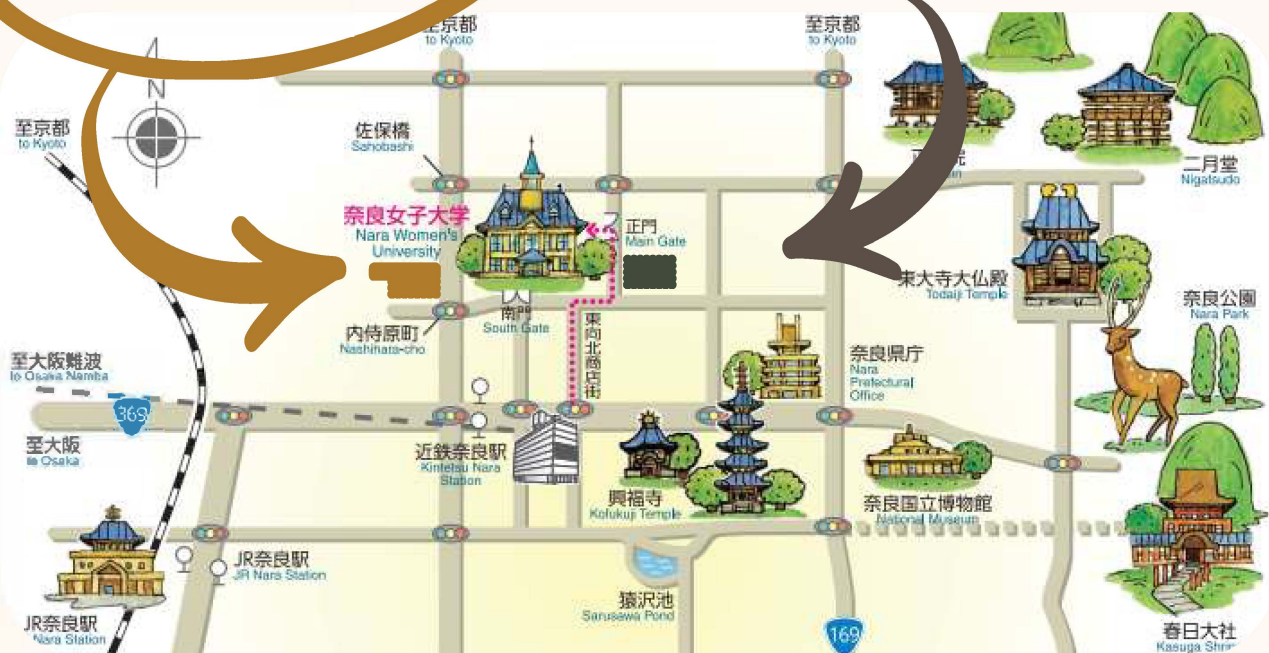 至京都
to Kyoto
至京都
to Kyoto
N
至京都
to Kyoto
佐保橋
Sahobashi
二月堂
Nigatsudo
奈良女子大学
Nara Women's
University
正門
Main Gate
東大寺大仏殿
Todaiji Temple
奈良公園
Nara Park
南門
South Gate
内侍原町
Nashihara-cho
東向北商店街
奈良県庁
Nara
Prefectural
Office
至大阪難波
to Osaka Namba
369
至大阪
to Osaka
近鉄奈良駅
Kintetsu Nara
Station
興福寺
Kofukuji Temple
奈良国立博物館
National Museum
JR奈良駅
JR Nara Station
猿沢池
Sarusawa Pond
169
JR奈良駅
Nara Station
春日大社
Kasuga